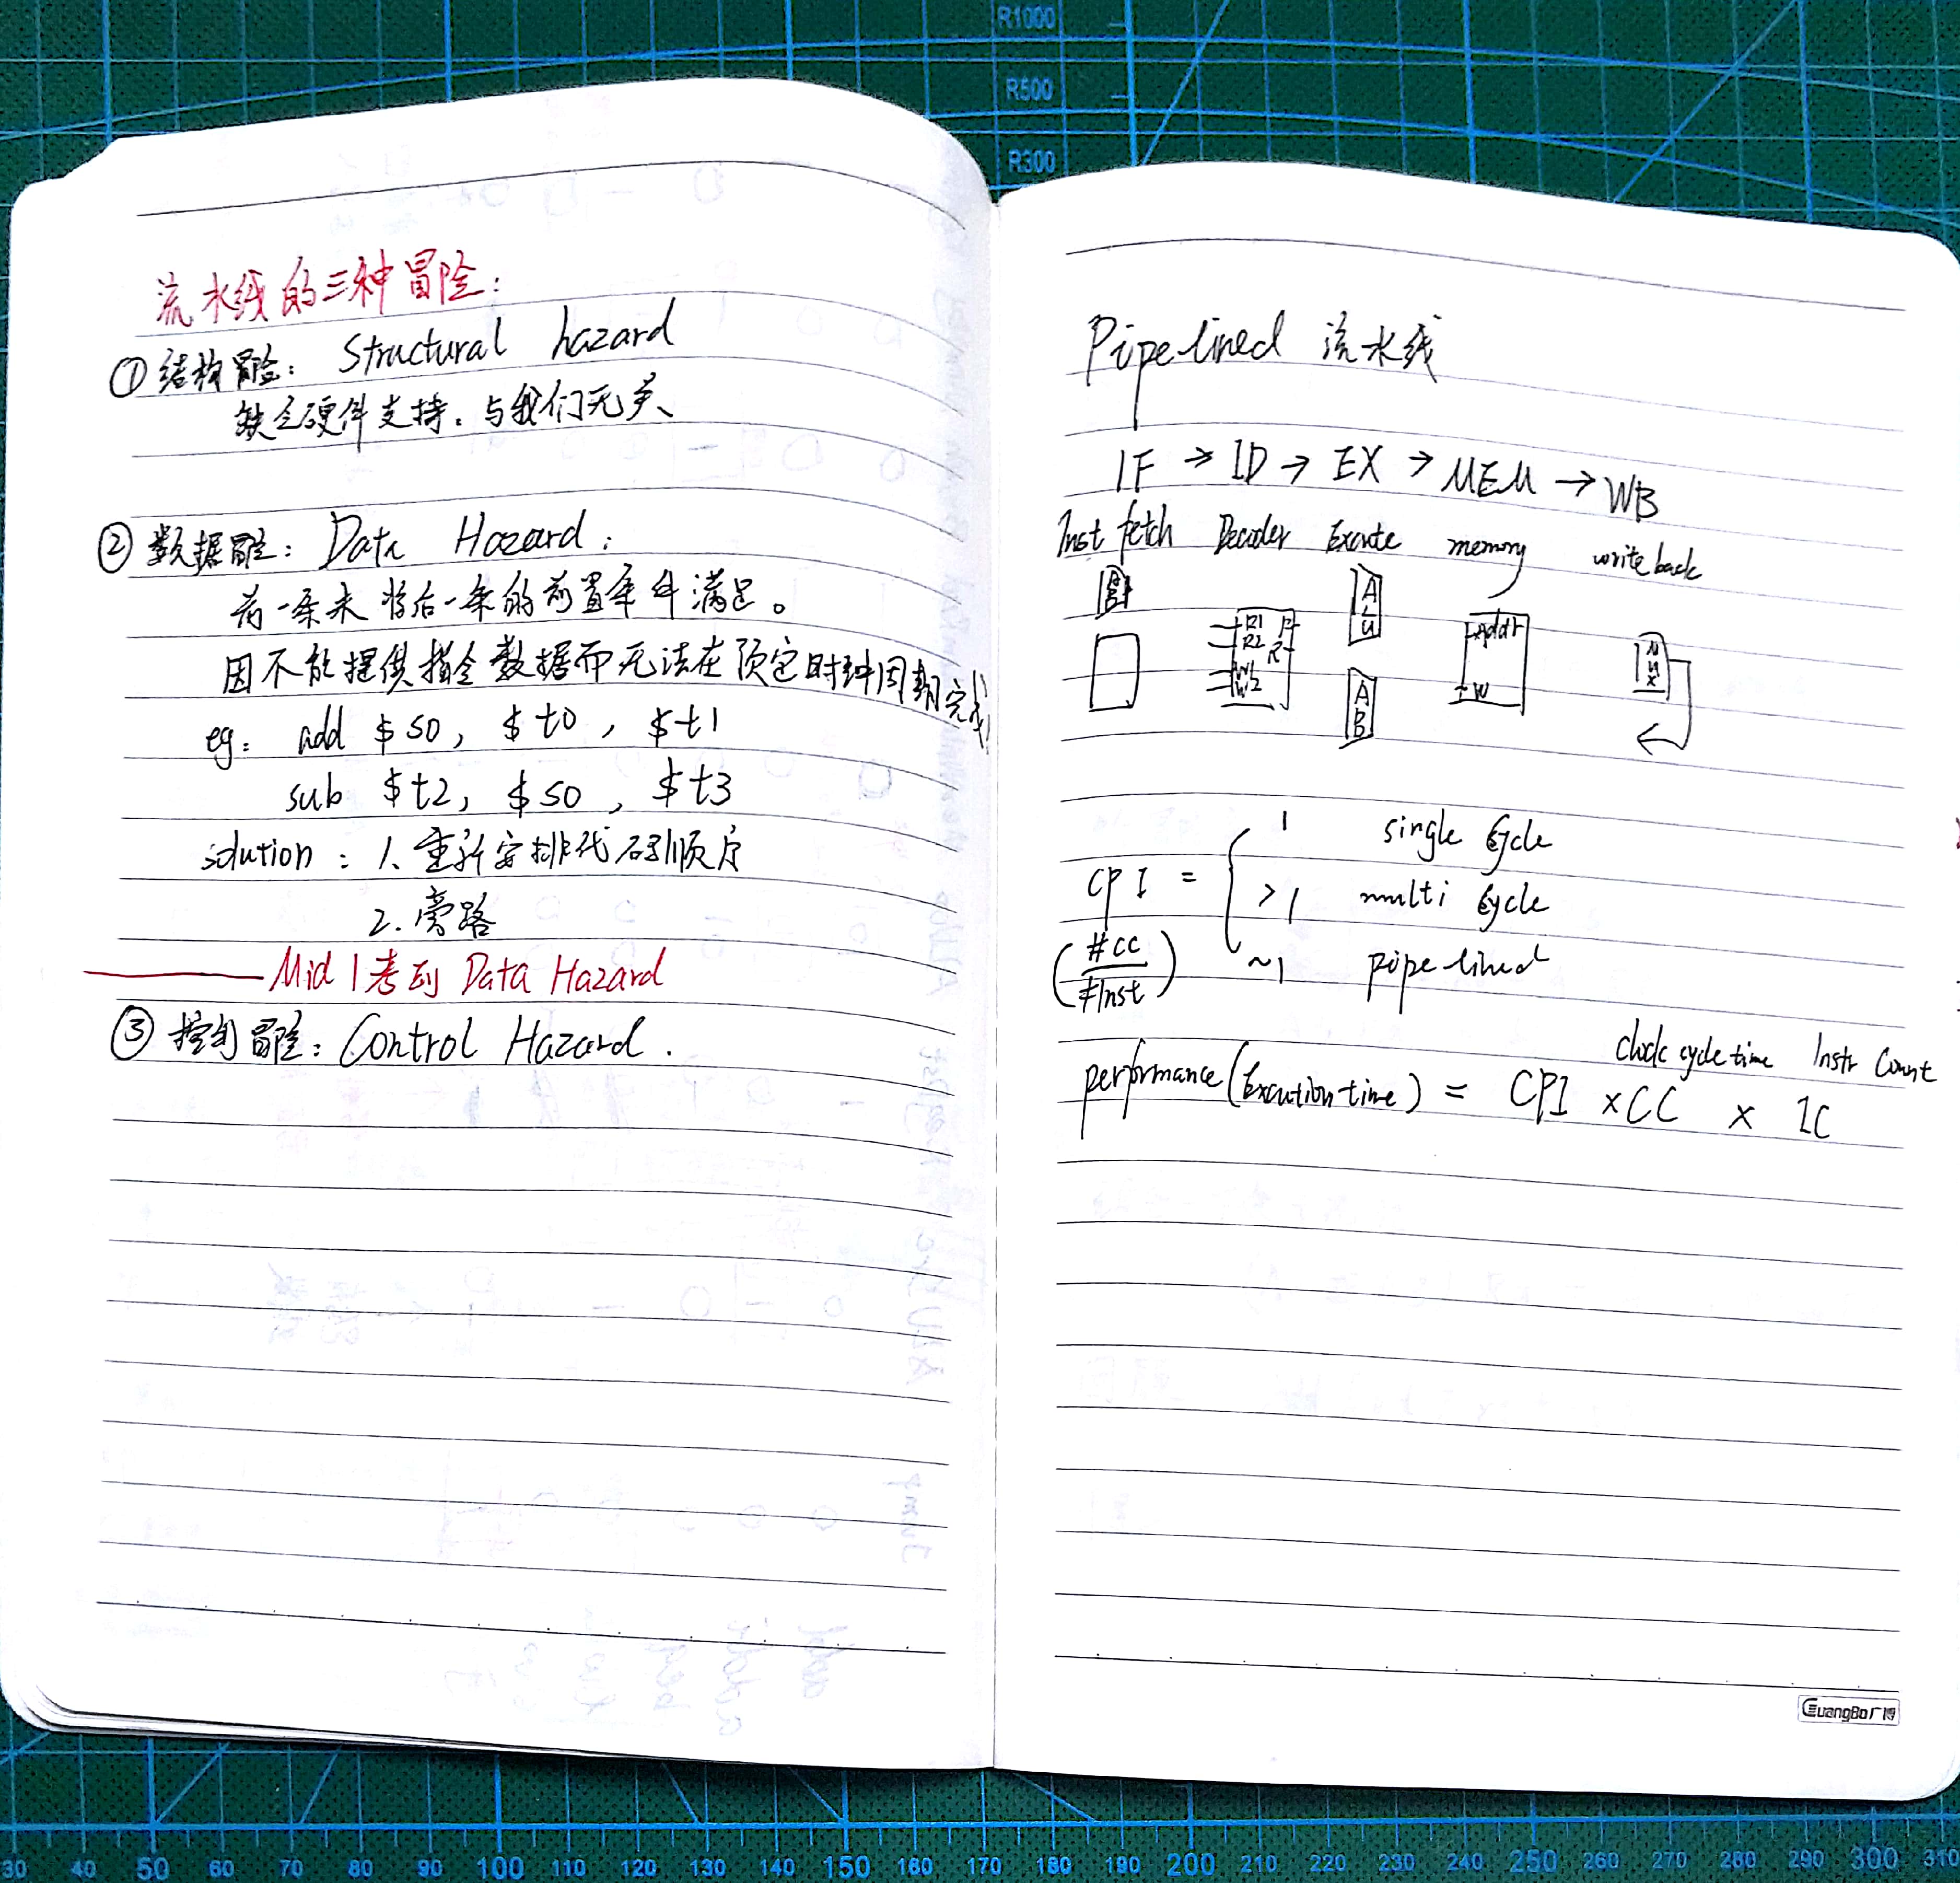 流水线的三种冒险：
①结构冒险： Structural hazard
缺乏硬件支持。与我们无关、
②数据冒险：Data Hazard：
前一条未将后一条的前置条件满足。
因不能提供指令数据而无法在预定时钟周期完成
eg： add $s0, $t0, $t1
sub $t2, $s0, $t3
solution：1、重新安排代码顺序
2. 旁路
Mid 1 考到 Data Hazard
③控制冒险：Control Hazard.
Pipelined 流水线
IF → ID → EX → MEM → WB
Inst fetch Decoder Excute memory write back
R1 R
R2 R
W1
W2
ALU
AB
Addr
W
Mux
CPI = { 1 single cycle
>1 multi cycle
~1 pipelined
(#CC / #Inst)
clock cycle time Instr Count
performance (Excution time) = CPI × CC × IC
GuangBo广博
R1000
R500
R300
30 40 50 60 70 80 90 100 110 120 130 140 150 160 170 180 190 200 210 220 230 240 250 260 270 280 290 300 310